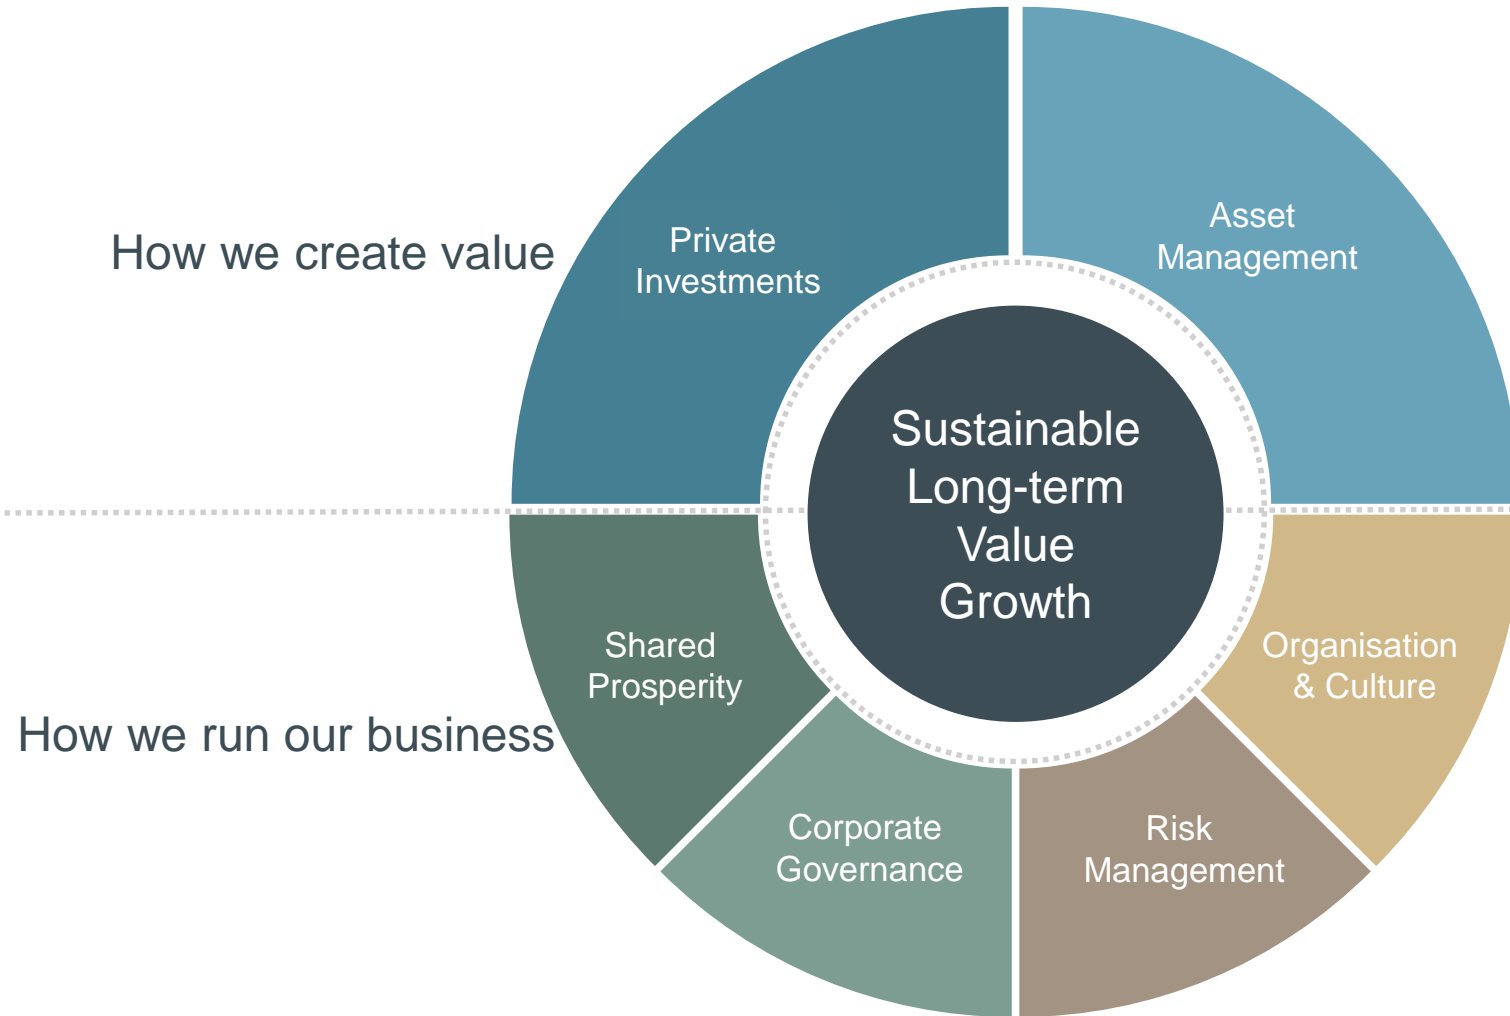 How we create value
Private
Investments
Asset
Management
Sustainable
Long-term
Value
Growth
How we run our business
Shared
Prosperity
Corporate
Governance
Risk
Management
Organisation
& Culture